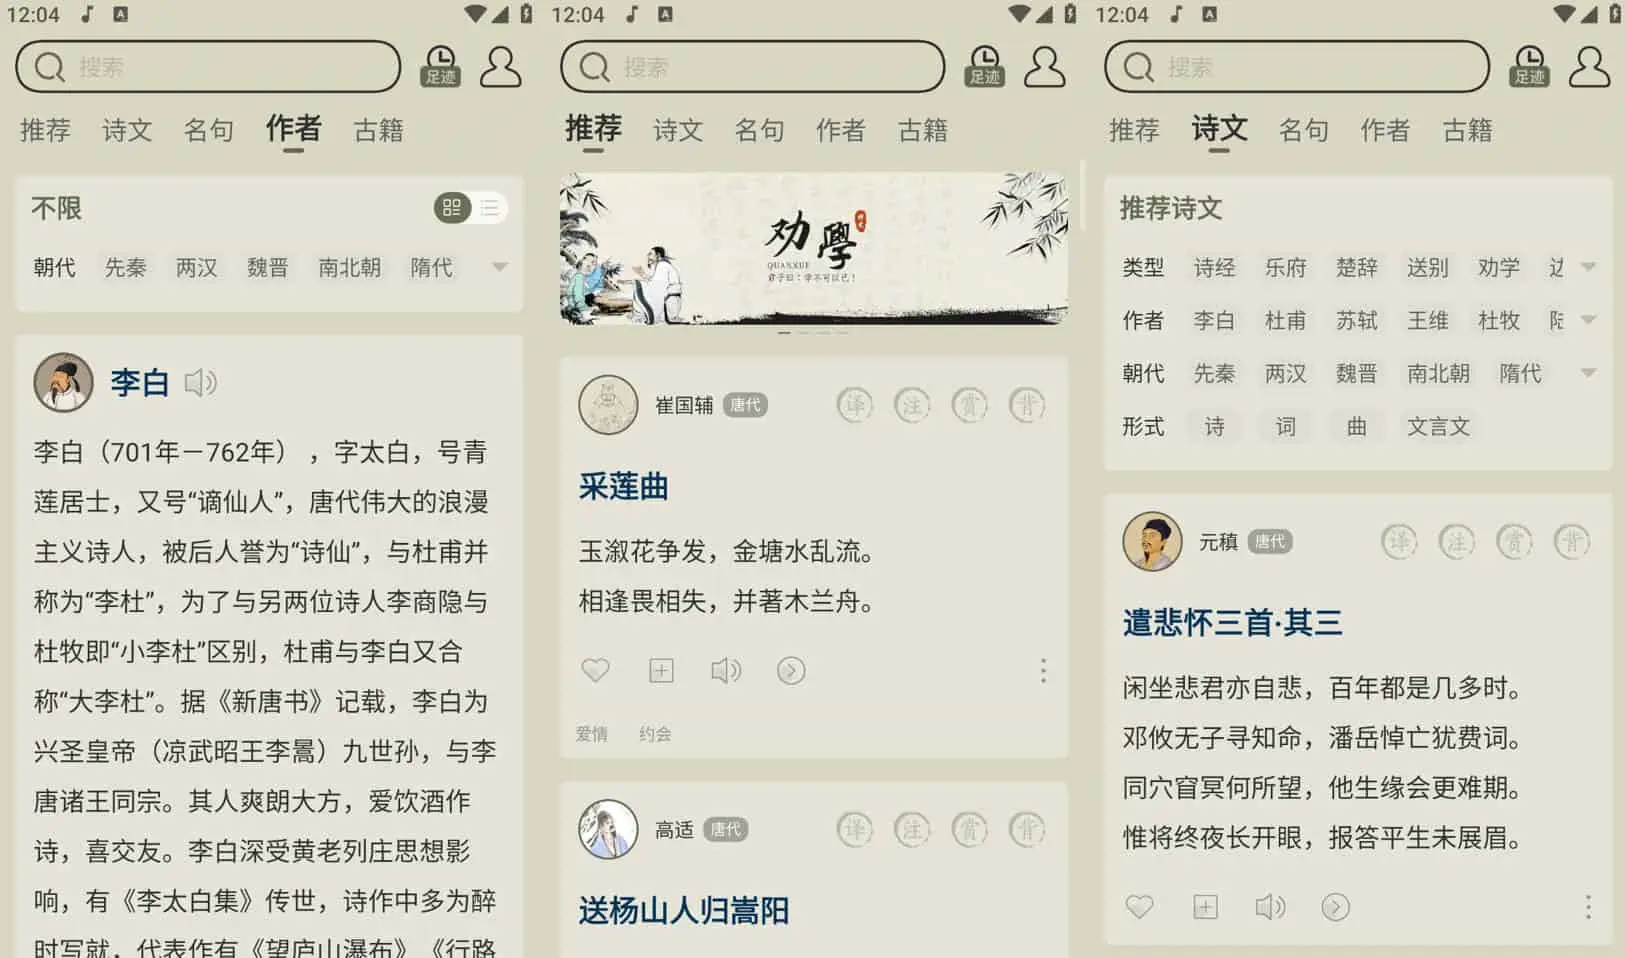 12:04
搜索
足迹
推荐 诗文 名句 作者 古籍
不限
朝代 先秦 两汉 魏晋 南北朝 隋代
李白
李白（701年－762年），字太白，号青
莲居士，又号“谪仙人”，唐代伟大的浪漫
主义诗人，被后人誉为“诗仙”，与杜甫并
称为“李杜”，为了与另两位诗人李商隐与
杜牧即“小李杜”区别，杜甫与李白又合
称“大李杜”。据《新唐书》记载，李白为
兴圣皇帝（凉武昭王李暠）九世孙，与李
唐诸王同宗。其人爽朗大方，爱饮酒作
诗，喜交友。李白深受黄老列庄思想影
响，有《李太白集》传世，诗作中多为醉
时写就，代表作有《望庐山瀑布》《行路
12:04
搜索
足迹
推荐 诗文 名句 作者 古籍
劝學
QUANXUE
君子曰：学不可以已！
崔国辅 唐代 译 注 赏 背
采莲曲
玉溆花争发，金塘水乱流。
相逢畏相失，并著木兰舟。
爱情 约会
高适 唐代 译 注 赏 背
送杨山人归嵩阳
12:04
搜索
足迹
推荐 诗文 名句 作者 古籍
推荐诗文
类型 诗经 乐府 楚辞 送别 劝学
作者 李白 杜甫 苏轼 王维 杜牧
朝代 先秦 两汉 魏晋 南北朝 隋代
形式 诗 词 曲 文言文
元稹 唐代 译 注 赏 背
遣悲怀三首·其三
闲坐悲君亦自悲，百年都是几多时。
邓攸无子寻知命，潘岳悼亡犹费词。
同穴窅冥何所望，他生缘会更难期。
惟将终夜长开眼，报答平生未展眉。